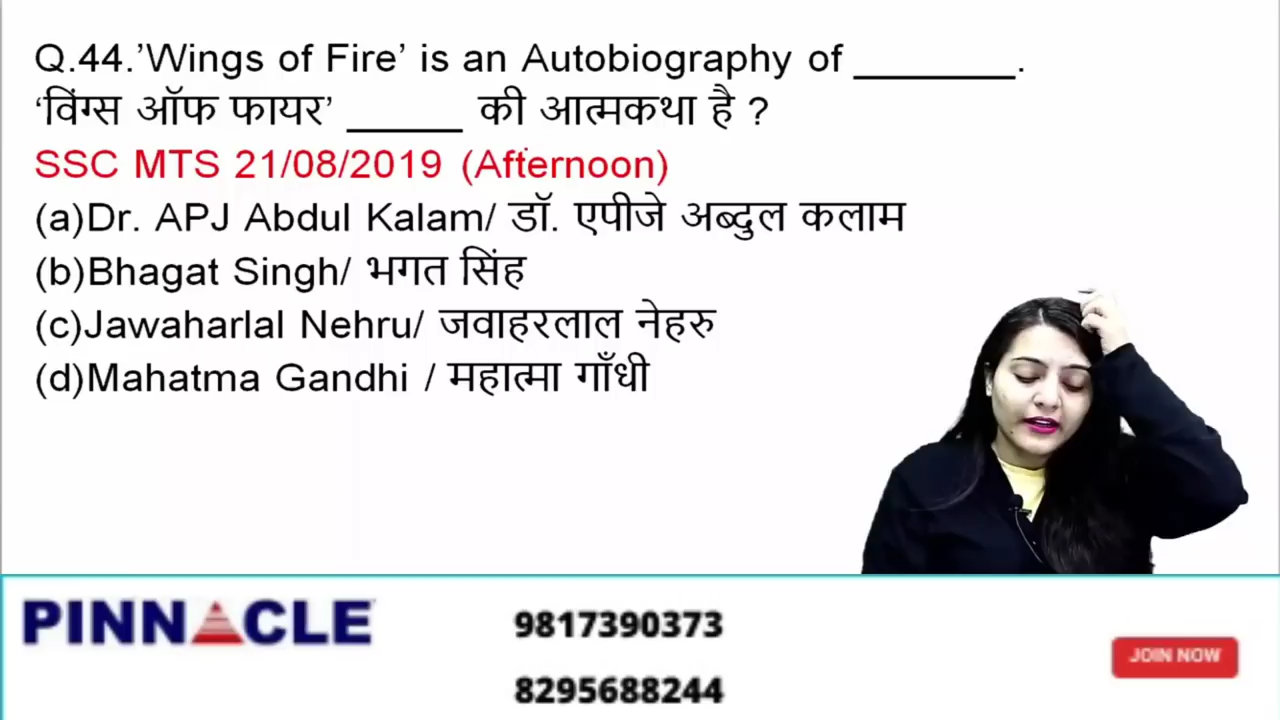 Q.44.’Wings of Fire’ is an Autobiography of _______.
‘विंग्स ऑफ फायर’ _____ की आत्मकथा है ?
SSC MTS 21/08/2019 (Afternoon)
(a)Dr. APJ Abdul Kalam/ डॉ. एपीजे अब्दुल कलाम
(b)Bhagat Singh/ भगत सिंह
(c)Jawaharlal Nehru/ जवाहरलाल नेहरु
(d)Mahatma Gandhi / महात्मा गाँधी
PINNACLE
9817390373
8295688244
JOIN NOW